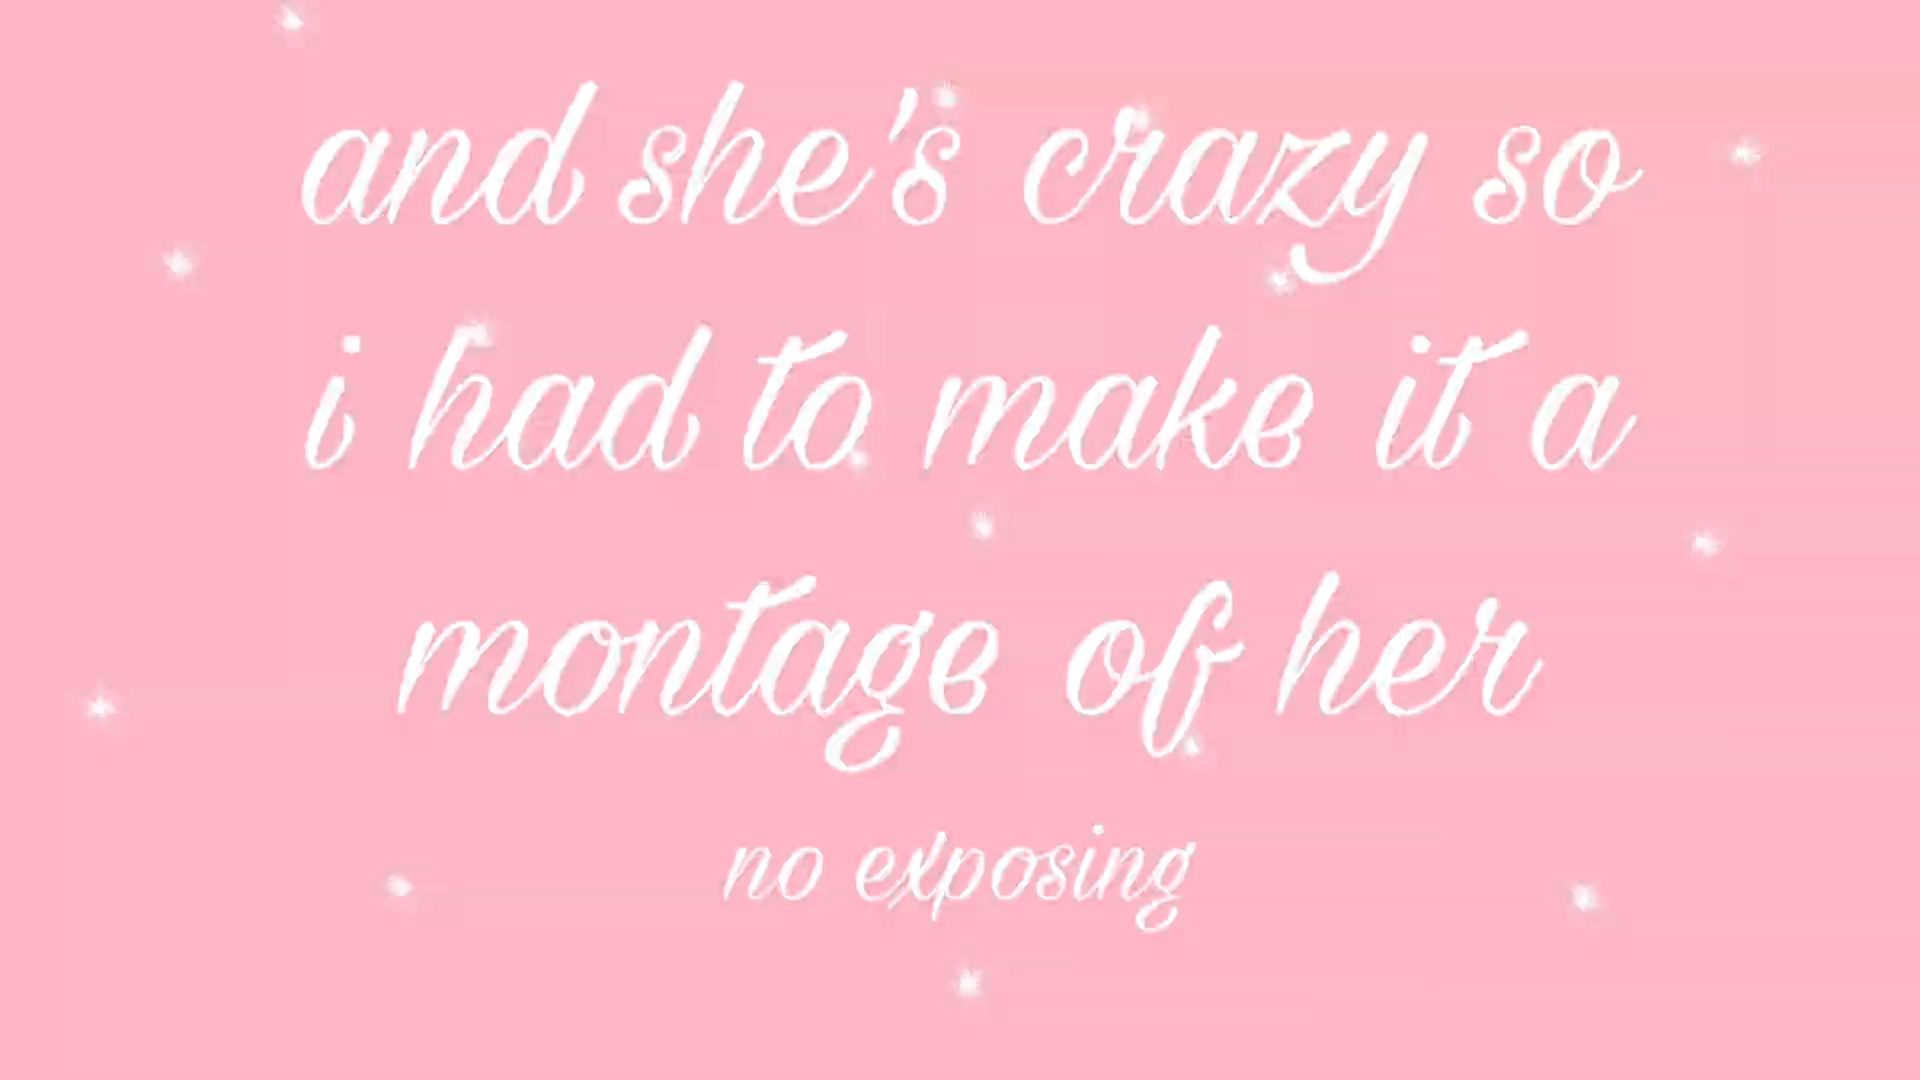 and she's crazy so
i had to make it a
montage of her
no exposing